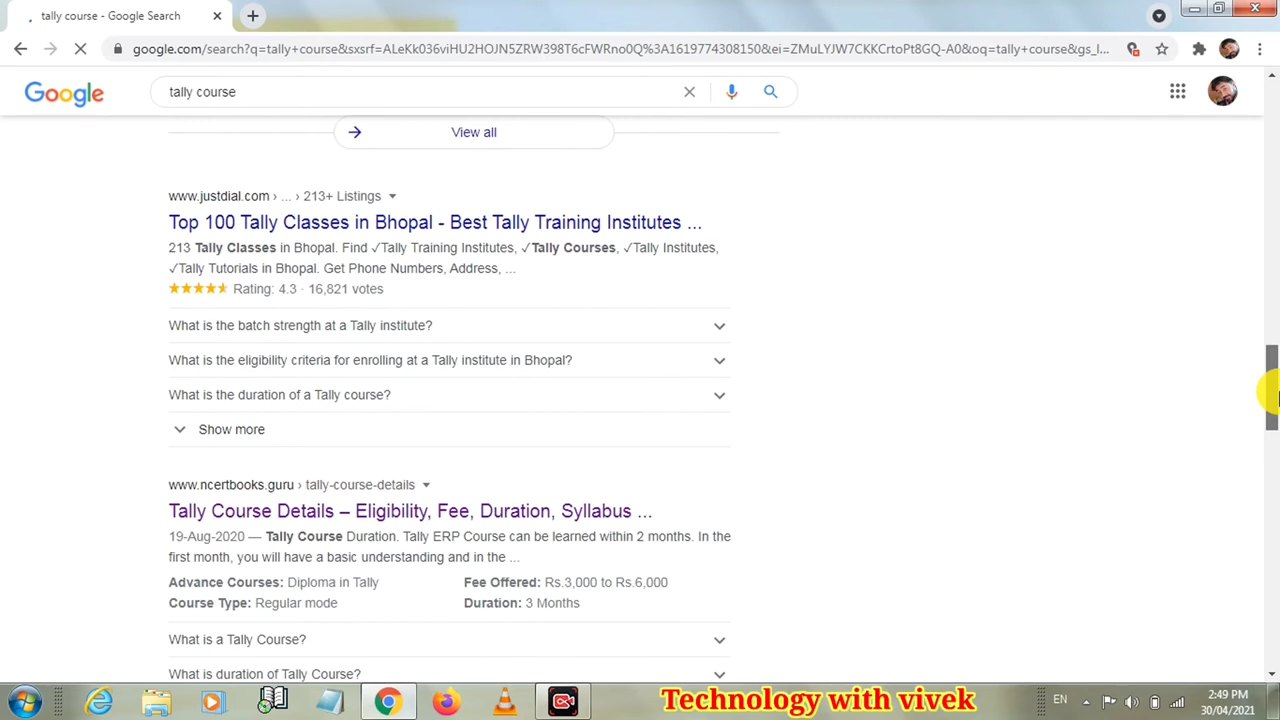 tally course - Google Search
google.com/search?q=tally+course&sxsrf=ALeKk036viHU2HOJN5ZRW398T6cFWRno0Q%3A1619774308150&ei=ZMuLYJW7CKKCrtoPt8GQ-A0&oq=tally+course&gs_l...
Google
tally course
View all
www.justdial.com › ... › 213+ Listings
Top 100 Tally Classes in Bhopal - Best Tally Training Institutes ...
213 Tally Classes in Bhopal. Find ✓Tally Training Institutes, ✓Tally Courses, ✓Tally Institutes,
✓Tally Tutorials in Bhopal. Get Phone Numbers, Address, ...
Rating: 4.3 · 16,821 votes
What is the batch strength at a Tally institute?
What is the eligibility criteria for enrolling at a Tally institute in Bhopal?
What is the duration of a Tally course?
Show more
www.ncertbooks.guru › tally-course-details
Tally Course Details – Eligibility, Fee, Duration, Syllabus ...
19-Aug-2020 — Tally Course Duration. Tally ERP Course can be learned within 2 months. In the
first month, you will have a basic understanding and in the ...
Advance Courses: Diploma in Tally Fee Offered: Rs.3,000 to Rs.6,000
Course Type: Regular mode Duration: 3 Months
What is a Tally Course?
What is duration of Tally Course?
Technology with vivek
EN
2:49 PM
30/04/2021